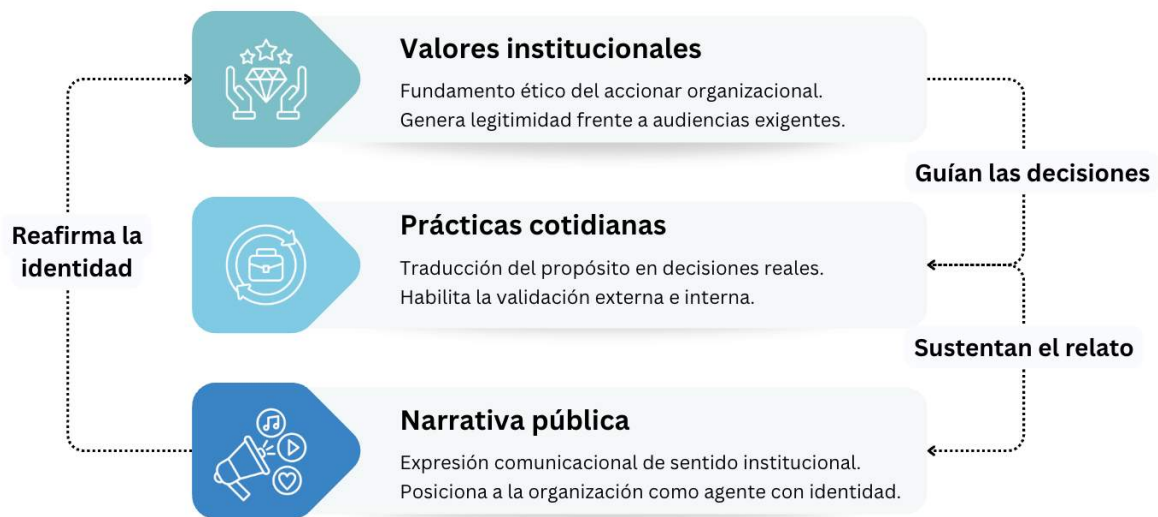 Valores institucionales
Fundamento ético del accionar organizacional.
Genera legitimidad frente a audiencias exigentes.
Guían las decisiones
Prácticas cotidianas
Traducción del propósito en decisiones reales.
Habilita la validación externa e interna.
Reafirma la
identidad
Sustentan el relato
Narrativa pública
Expresión comunicacional de sentido institucional.
Posiciona a la organización como agente con identidad.